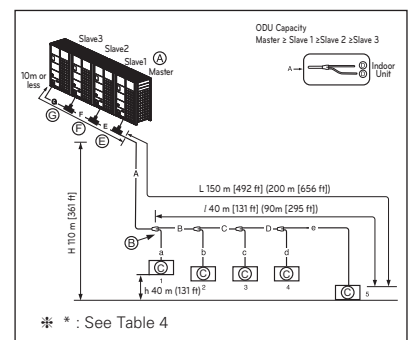 ODU Capacity
Master ≥ Slave 1 ≥Slave 2 ≥Slave 3
Slave3
Slave2
Slave1
Master
A
A
Indoor
Unit
10m or
less
G
F
E
G
F
E
A
H 110 m [361 ft]
L 150 m [492 ft] (200 m [656 ft])
l 40 m [131 ft] (90m [295 ft])
B
B
C
D
e
a
b
c
d
C
C
C
C
1
2
3
4
C
5
h 40 m (131 ft)
⁜ * : See Table 4